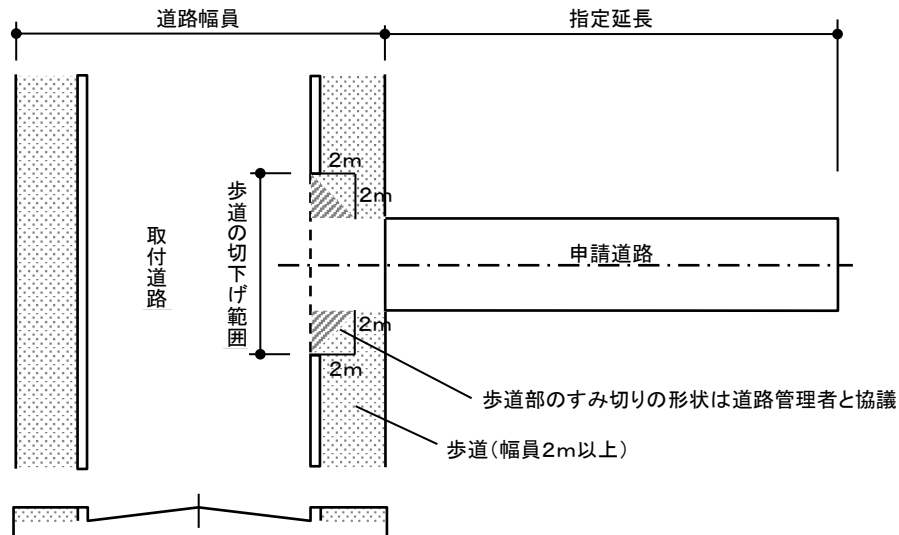 道路幅員
指定延長
2m
2m
歩道の切下げ範囲
取付道路
申請道路
2m
2m
歩道部のすみ切りの形状は道路管理者と協議
歩道(幅員2m以上)